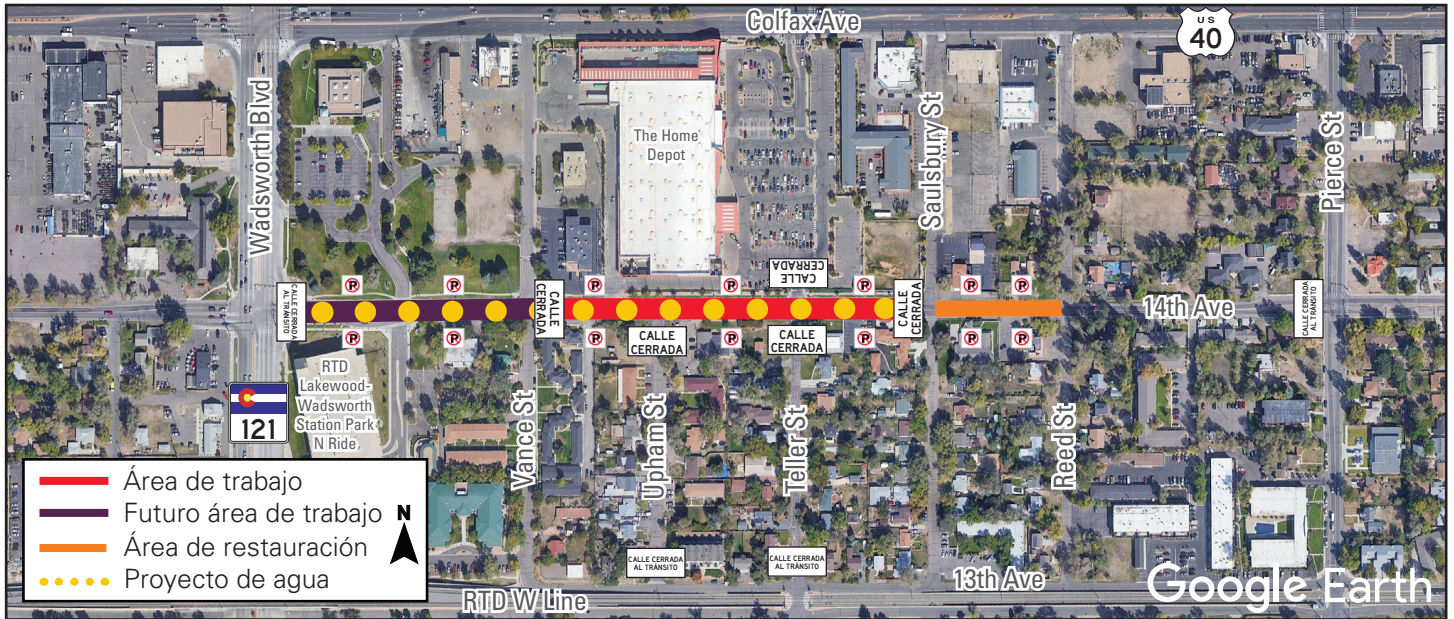 Colfax Ave
US
40
Wadsworth Blvd
The Home
Depot
Saulsbury St
Pierce St
CALLE
CERRADA
P
P
P
P
P
P
P
CALLE CERRADA
AL TRÁNSITO
CALLE
CERRADA
CALLE
CERRADA
14th Ave
CALLE CERRADA
AL TRÁNSITO
P
P
P
P
P
P
P
CALLE
CERRADA
CALLE
CERRADA
RTD
Lakewood-
Wadsworth
Station Park
N Ride
121
Vance St
Upham St
Teller St
Reed St
Área de trabajo
Futuro área de trabajo
Área de restauración
Proyecto de agua
N
CALLE CERRADA
AL TRÁNSITO
CALLE CERRADA
AL TRÁNSITO
13th Ave
RTD W Line
Google Earth